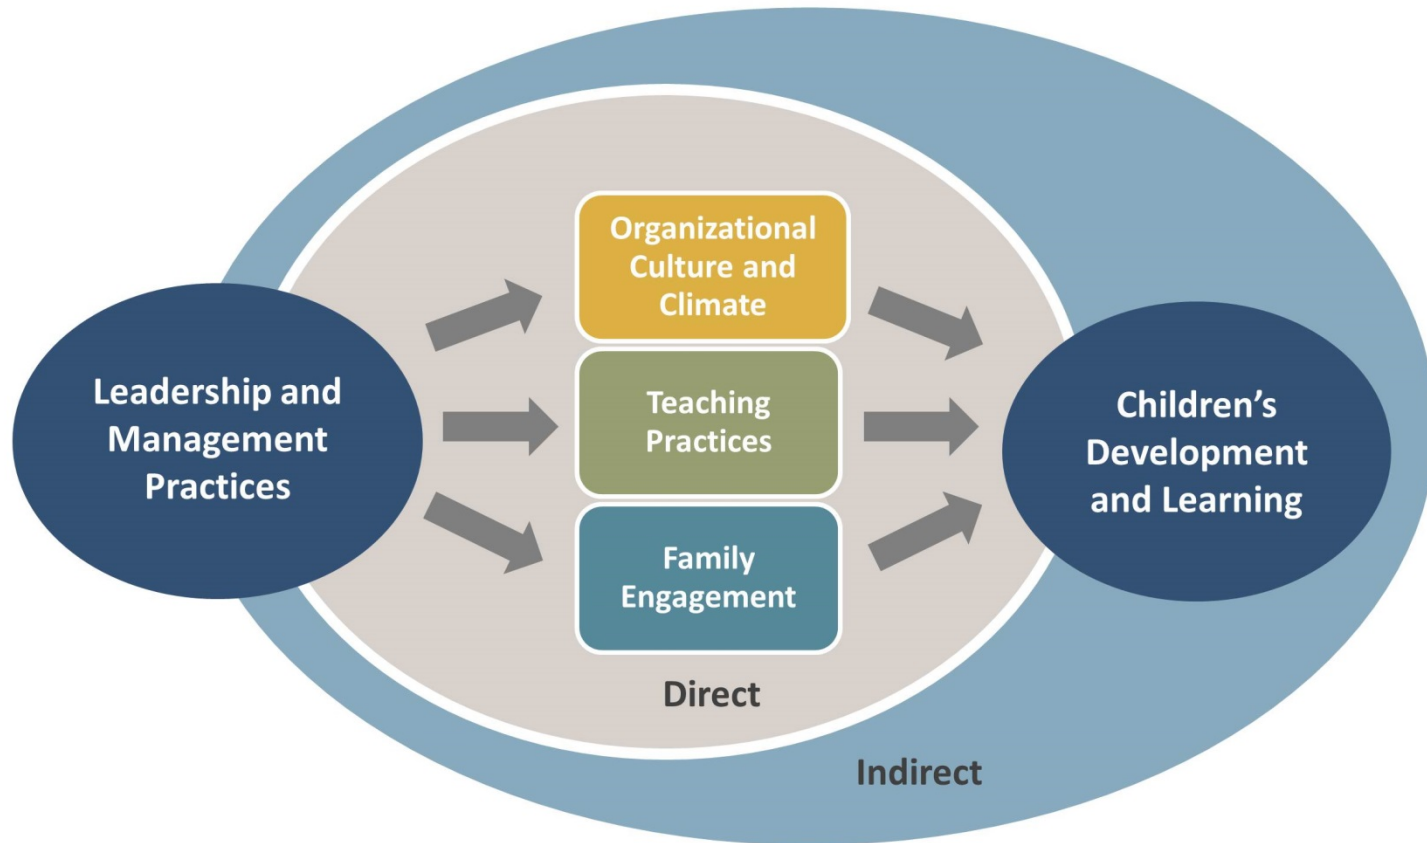 Organizational
Culture and
Climate
Leadership and
Management
Practices
Teaching
Practices
Children’s
Development
and Learning
Family
Engagement
Direct
Indirect